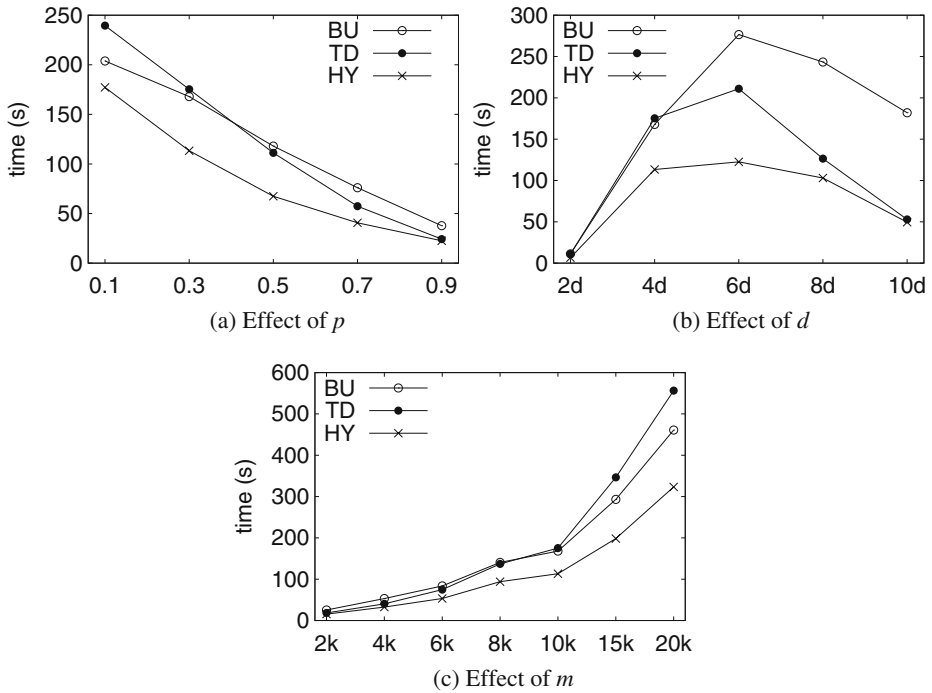 250
200
150
100
50
0
time (s)
BU
TD
HY
0.1 0.3 0.5 0.7 0.9
(a) Effect of p
300
250
200
150
100
50
0
time (s)
BU
TD
HY
2d 4d 6d 8d 10d
(b) Effect of d
600
500
400
300
200
100
0
time (s)
BU
TD
HY
2k 4k 6k 8k 10k 15k 20k
(c) Effect of m